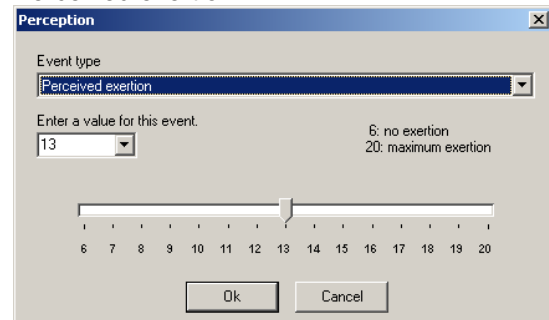 Perception
Event type
Perceived exertion
Enter a value for this event.
13
6: no exertion
20: maximum exertion
6 7 8 9 10 11 12 13 14 15 16 17 18 19 20
Ok Cancel